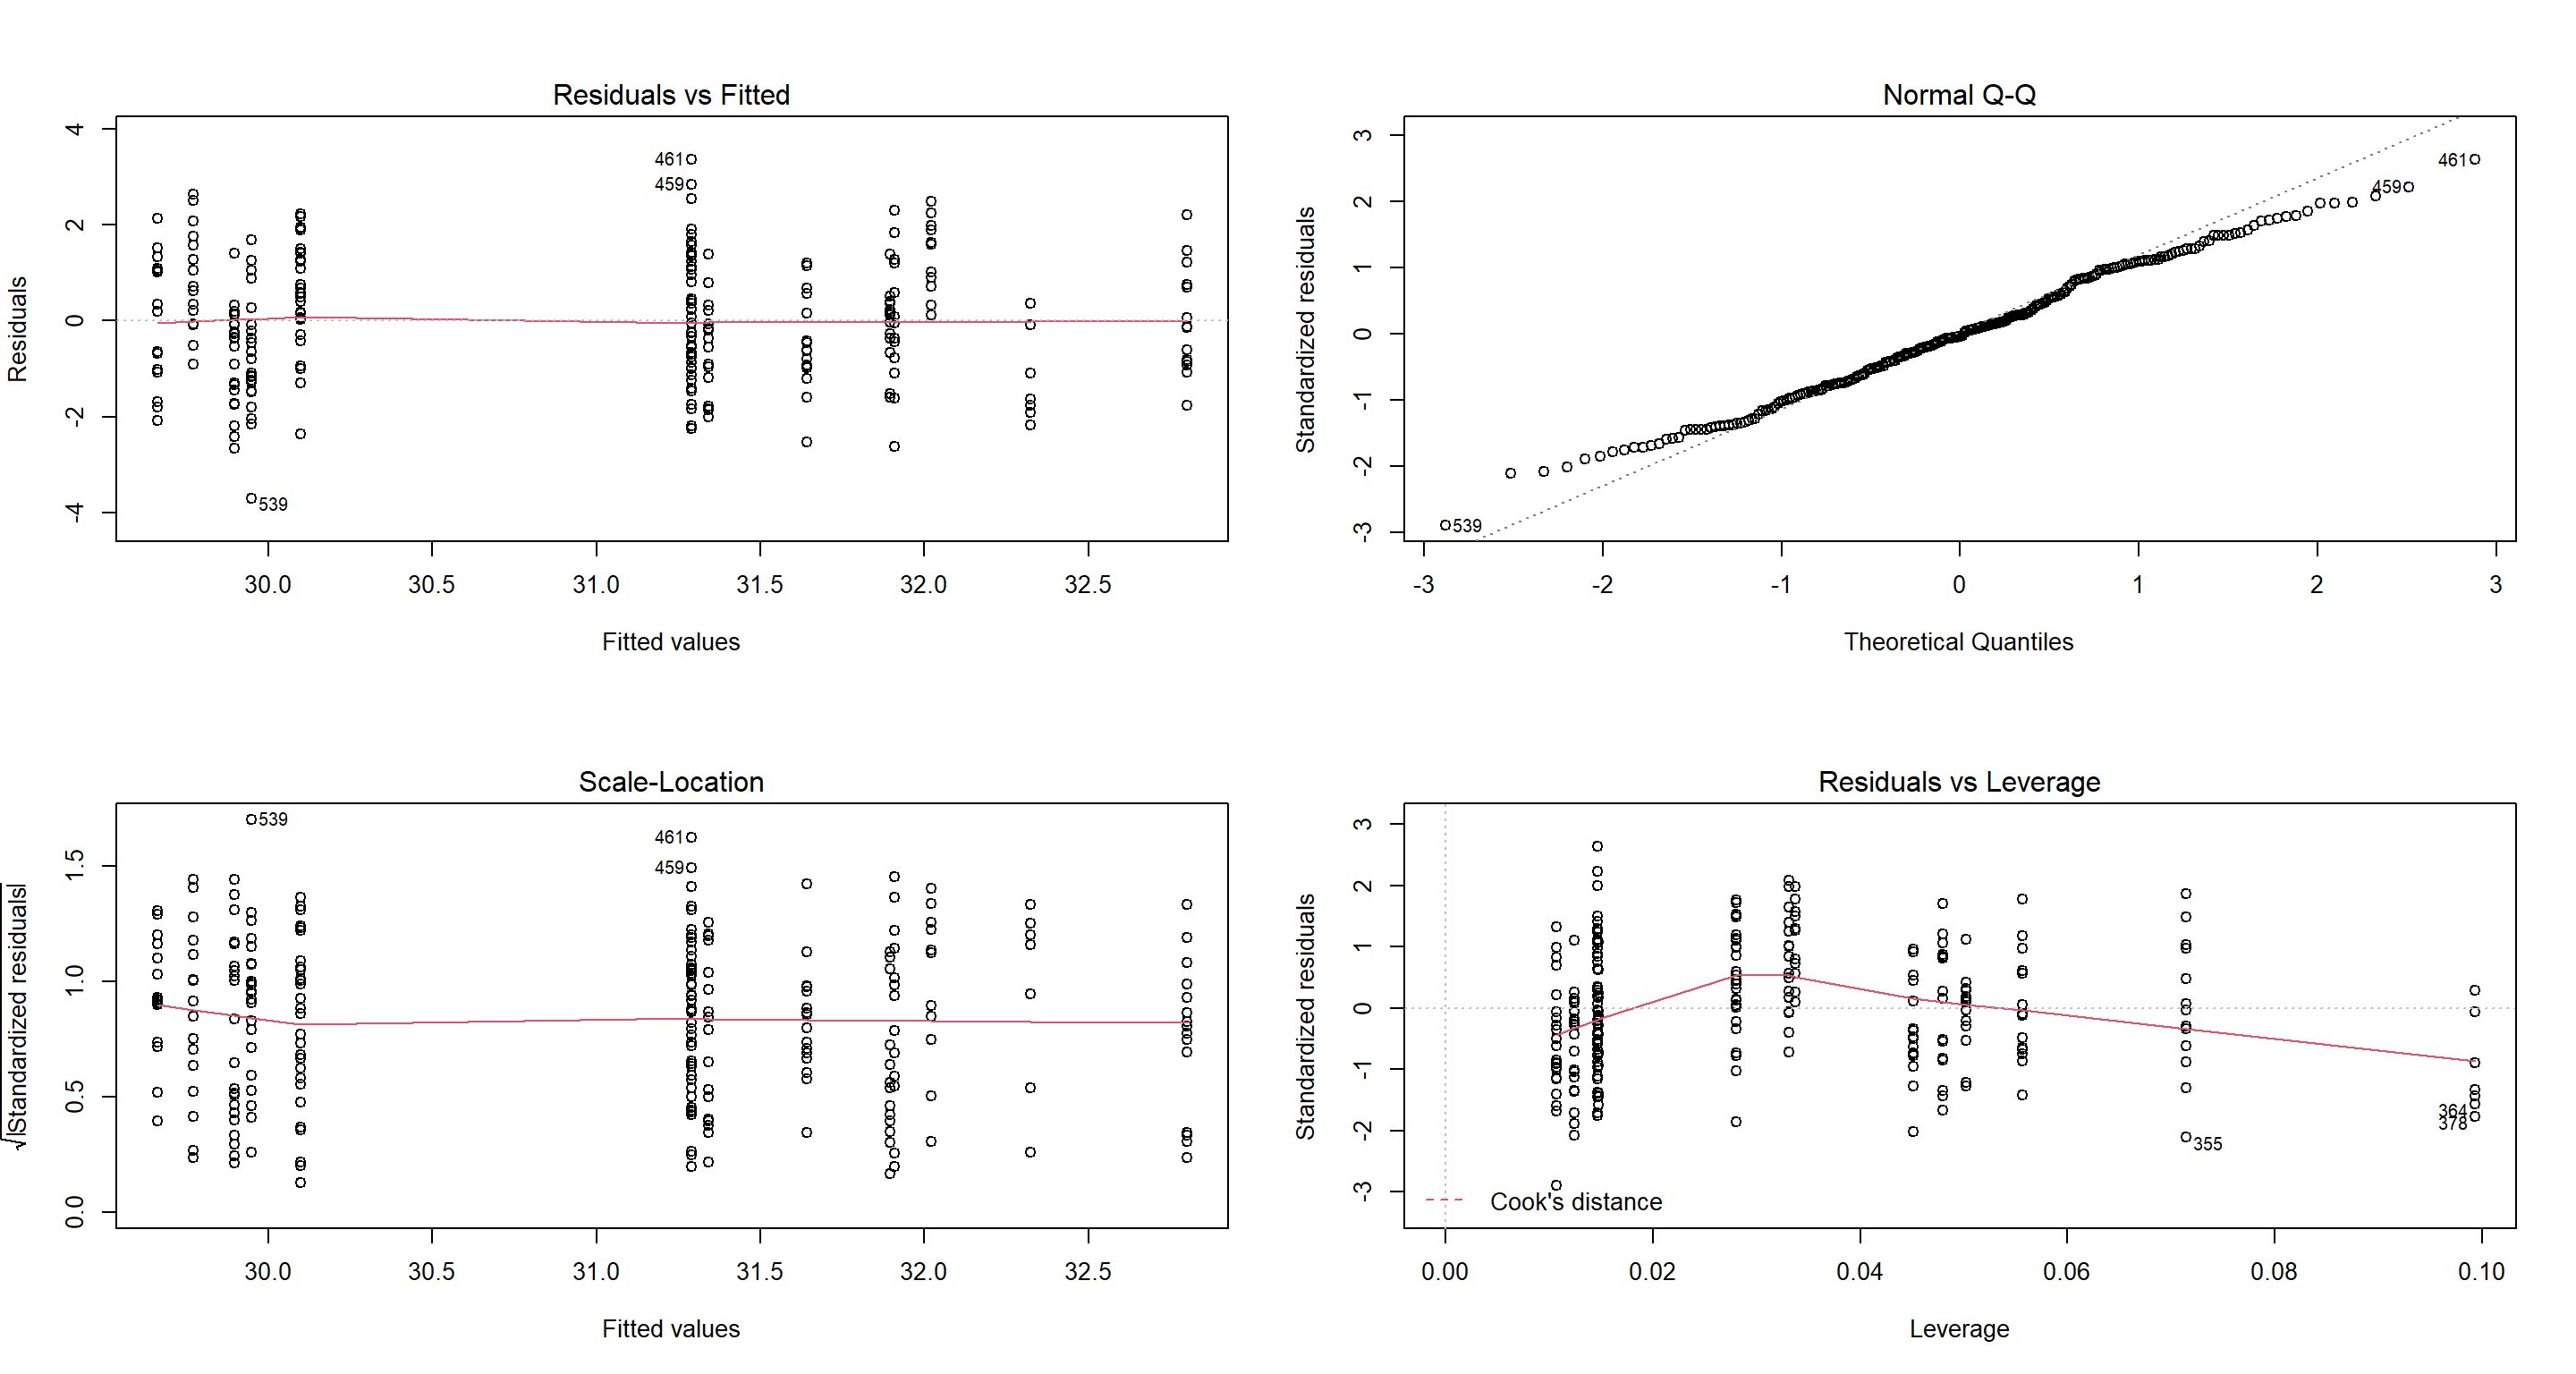 Residuals vs Fitted
Residuals
4
2
0
-2
-4
461
459
539
30.0 30.5 31.0 31.5 32.0 32.5
Fitted values
Normal Q-Q
Standardized residuals
3
2
1
0
-1
-2
-3
461
459
539
-3 -2 -1 0 1 2 3
Theoretical Quantiles
Scale-Location
√|Standardized residuals|
1.5
1.0
0.5
0.0
539
461
459
30.0 30.5 31.0 31.5 32.0 32.5
Fitted values
Residuals vs Leverage
Standardized residuals
3
2
1
0
-1
-2
-3
364
378
355
Cook's distance
0.00 0.02 0.04 0.06 0.08 0.10
Leverage